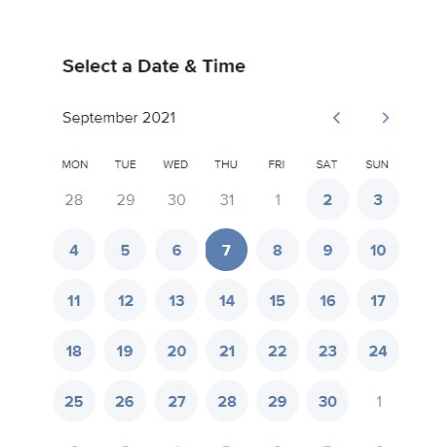 Select a Date & Time
September 2021
MON TUE WED THU FRI SAT SUN
28 29 30 31 1 2 3
4 5 6 7 8 9 10
11 12 13 14 15 16 17
18 19 20 21 22 23 24
25 26 27 28 29 30 1